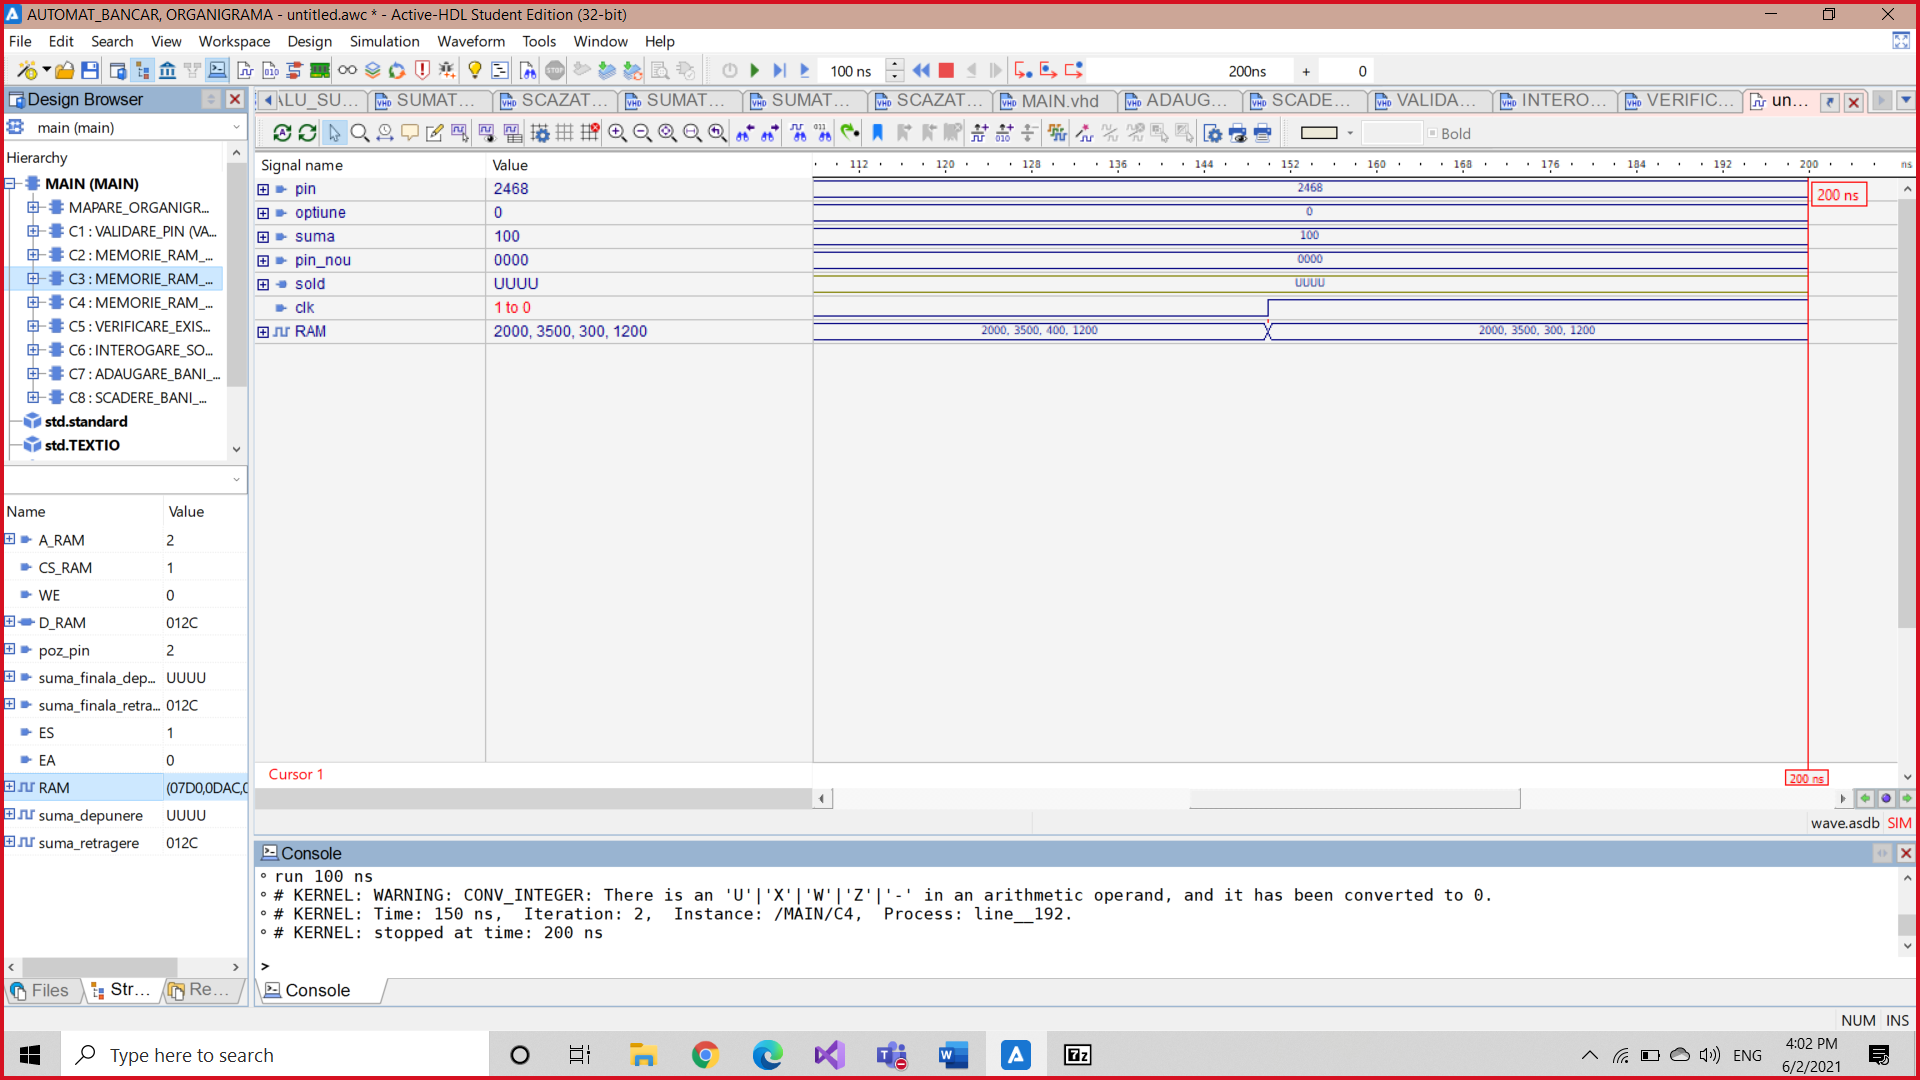 AUTOMAT_BANCAR, ORGANIGRAMA - untitled.awc * - Active-HDL Student Edition (32-bit)
File Edit Search View Workspace Design Simulation Waveform Tools Window Help
100 ns 200ns + 0
Design Browser
ALU_SU... SUMAT... SCAZAT... SUMAT... SUMAT... SCAZAT... MAIN.vhd ADAUG... SCADE... VALIDA... INTERO... VERIFIC... un...
main (main)
Bold
Hierarchy
MAIN (MAIN)
MAPARE_ORGANIGR...
C1 : VALIDARE_PIN (VA...
C2 : MEMORIE_RAM_...
C3 : MEMORIE_RAM_...
C4 : MEMORIE_RAM_...
C5 : VERIFICARE_EXIS...
C6 : INTEROGARE_SO...
C7 : ADAUGARE_BANI_...
C8 : SCADERE_BANI_...
std.standard
std.TEXTIO
Name Value
A_RAM 2
CS_RAM 1
WE 0
D_RAM 012C
poz_pin 2
suma_finala_dep... UUUU
suma_finala_retra... 012C
ES 1
EA 0
RAM (07D0,0DAC,0
suma_depunere UUUU
suma_retragere 012C
Files Str... Re...
Signal name Value 112 120 128 136 144 152 160 168 176 184 192 200 ns
pin 2468 2468
200 ns
optiune 0 0
suma 100 100
pin_nou 0000 0000
sold UUUU UUUU
clk 1 to 0
RAM 2000, 3500, 300, 1200 2000, 3500, 400, 1200 2000, 3500, 300, 1200
Cursor 1 200 ns
wave.asdb SIM
Console
run 100 ns
# KERNEL: WARNING: CONV_INTEGER: There is an 'U'|'X'|'W'|'Z'|'-' in an arithmetic operand, and it has been converted to 0.
# KERNEL: Time: 150 ns,  Iteration: 2,  Instance: /MAIN/C4,  Process: line__192.
# KERNEL: stopped at time: 200 ns
>
Console
NUM INS
Type here to search
ENG
4:02 PM
6/2/2021